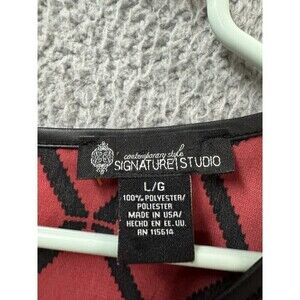 contemporary style
SIGNATURE STUDIO
L/G
100% POLYESTER/
POLIESTER
MADE IN USA/
HECHO EN EE.UU.
RN 115614